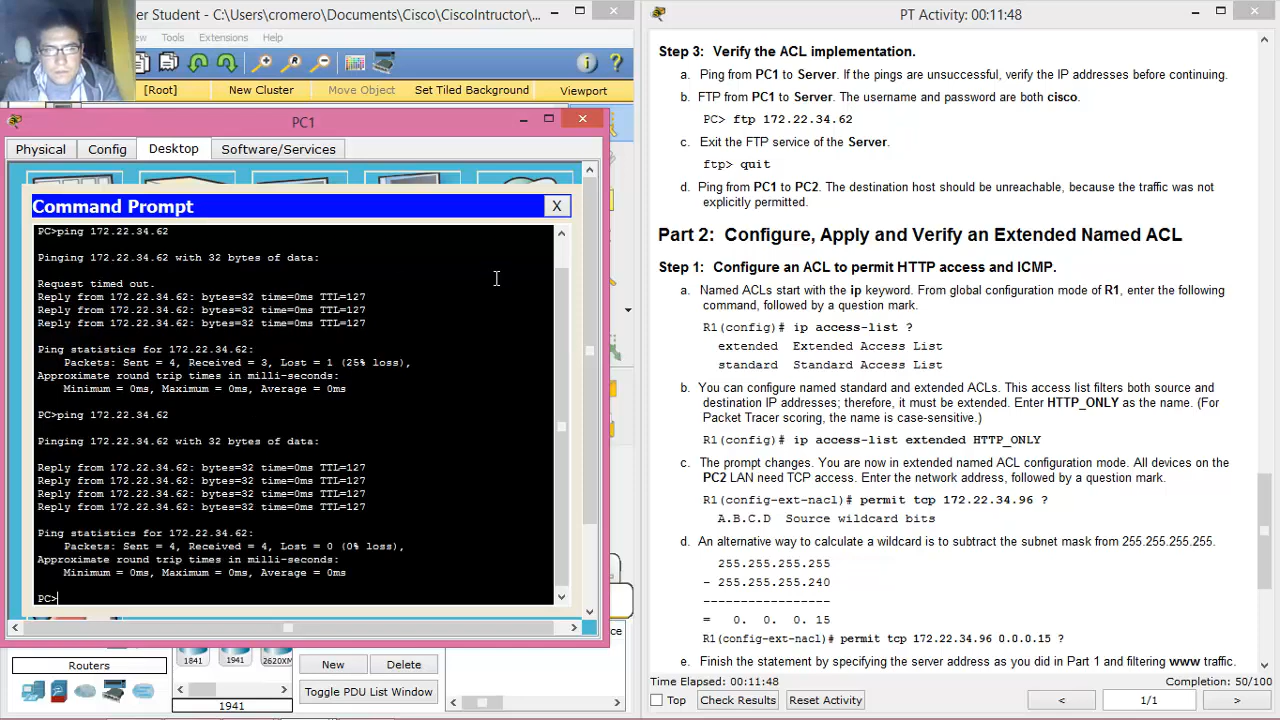 er Student - C:\Users\cromero\Documents\Cisco\CiscoIntructor\...
Tools Extensions
[Root] New Cluster Move Object Set Tiled Background Viewport
PC1
Physical Config Desktop Software/Services
Command Prompt X
PC>ping 172.22.34.62
Pinging 172.22.34.62 with 32 bytes of data:
Request timed out.
Reply from 172.22.34.62: bytes=32 time=0ms TTL=127
Reply from 172.22.34.62: bytes=32 time=0ms TTL=127
Reply from 172.22.34.62: bytes=32 time=0ms TTL=127
Ping statistics for 172.22.34.62:
Packets: Sent = 4, Received = 3, Lost = 1 (25% loss),
Approximate round trip times in milli-seconds:
Minimum = 0ms, Maximum = 0ms, Average = 0ms
PC>ping 172.22.34.62
Pinging 172.22.34.62 with 32 bytes of data:
Reply from 172.22.34.62: bytes=32 time=0ms TTL=127
Reply from 172.22.34.62: bytes=32 time=0ms TTL=127
Reply from 172.22.34.62: bytes=32 time=0ms TTL=127
Reply from 172.22.34.62: bytes=32 time=0ms TTL=127
Ping statistics for 172.22.34.62:
Packets: Sent = 4, Received = 4, Lost = 0 (0% loss),
Approximate round trip times in milli-seconds:
Minimum = 0ms, Maximum = 0ms, Average = 0ms
PC>
1841 1941 2620XM
Routers
New Delete
Toggle PDU List Window
1941
PT Activity: 00:11:48
Step 3: Verify the ACL implementation.
a. Ping from PC1 to Server. If the pings are unsuccessful, verify the IP addresses before continuing.
b. FTP from PC1 to Server. The username and password are both cisco.
PC> ftp 172.22.34.62
c. Exit the FTP service of the Server.
ftp> quit
d. Ping from PC1 to PC2. The destination host should be unreachable, because the traffic was not
explicitly permitted.
Part 2: Configure, Apply and Verify an Extended Named ACL
Step 1: Configure an ACL to permit HTTP access and ICMP.
a. Named ACLs start with the ip keyword. From global configuration mode of R1, enter the following
command, followed by a question mark.
R1(config)# ip access-list ?
extended Extended Access List
standard Standard Access List
b. You can configure named standard and extended ACLs. This access list filters both source and
destination IP addresses; therefore, it must be extended. Enter HTTP_ONLY as the name. (For
Packet Tracer scoring, the name is case-sensitive.)
R1(config)# ip access-list extended HTTP_ONLY
c. The prompt changes. You are now in extended named ACL configuration mode. All devices on the
PC2 LAN need TCP access. Enter the network address, followed by a question mark.
R1(config-ext-nacl)# permit tcp 172.22.34.96 ?
A.B.C.D Source wildcard bits
d. An alternative way to calculate a wildcard is to subtract the subnet mask from 255.255.255.255.
255.255.255.255
- 255.255.255.240
-----------------
= 0. 0. 0. 15
R1(config-ext-nacl)# permit tcp 172.22.34.96 0.0.0.15 ?
e. Finish the statement by specifying the server address as you did in Part 1 and filtering www traffic.
Time Elapsed: 00:11:48 Completion: 50/100
Top Check Results Reset Activity < 1/1 >